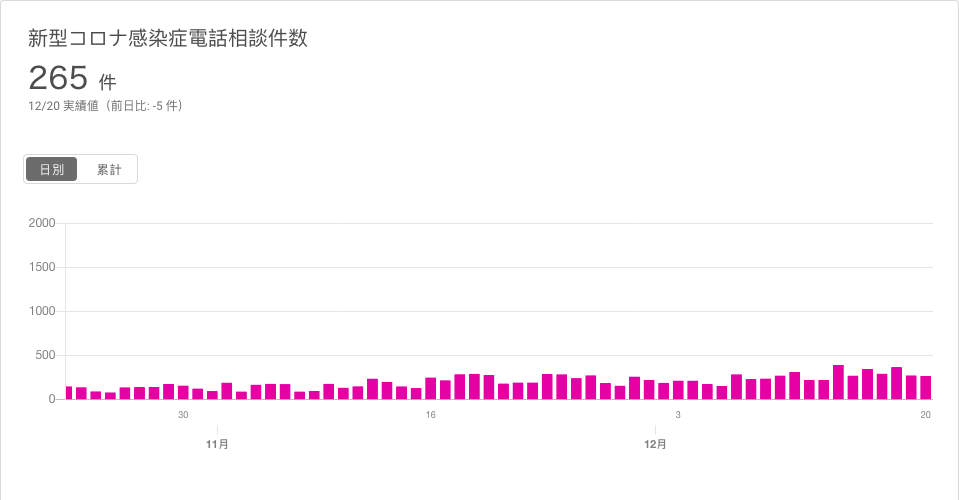 新型コロナ感染症電話相談件数
265 件
12/20 実績値（前日比: -5 件）
日別 累計
2000
1500
1000
500
0
30 16 3 20
11月 12月